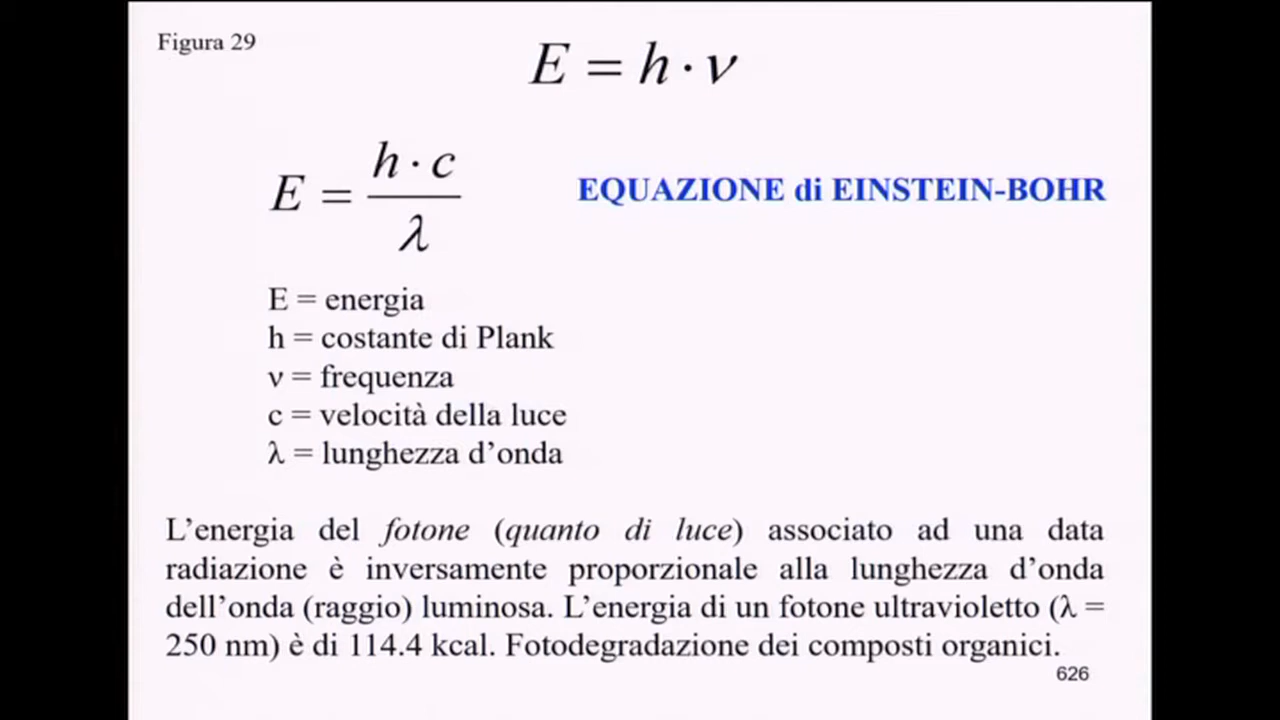 Figura 29
E = h · ν
E = h · c / λ
EQUAZIONE di EINSTEIN-BOHR
E = energia
h = costante di Plank
ν = frequenza
c = velocità della luce
λ = lunghezza d’onda
L’energia del fotone (quanto di luce) associato ad una data
radiazione è inversamente proporzionale alla lunghezza d’onda
dell’onda (raggio) luminosa. L’energia di un fotone ultravioletto (λ =
250 nm) è di 114.4 kcal. Fotodegradazione dei composti organici.
626